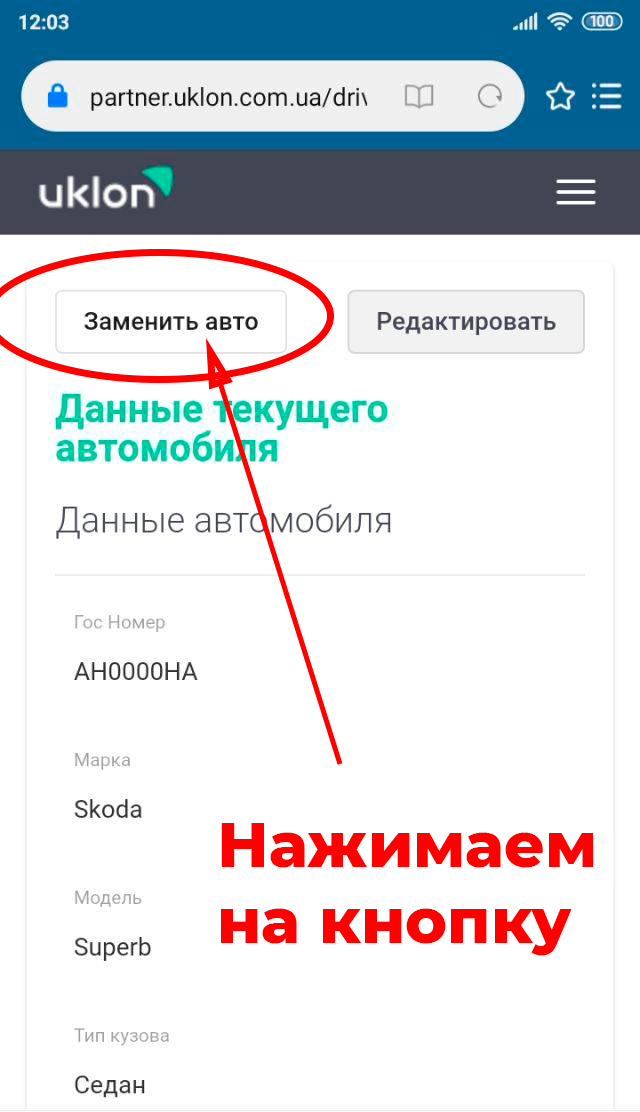 12:03
100
partner.uklon.com.ua/driv
uklon
Заменить авто
Редактировать
Данные текущего
автомобиля
Данные автомобиля
Гос Номер
АН0000НА
Марка
Skoda
Модель
Superb
Тип кузова
Седан
Нажимаем
на кнопку